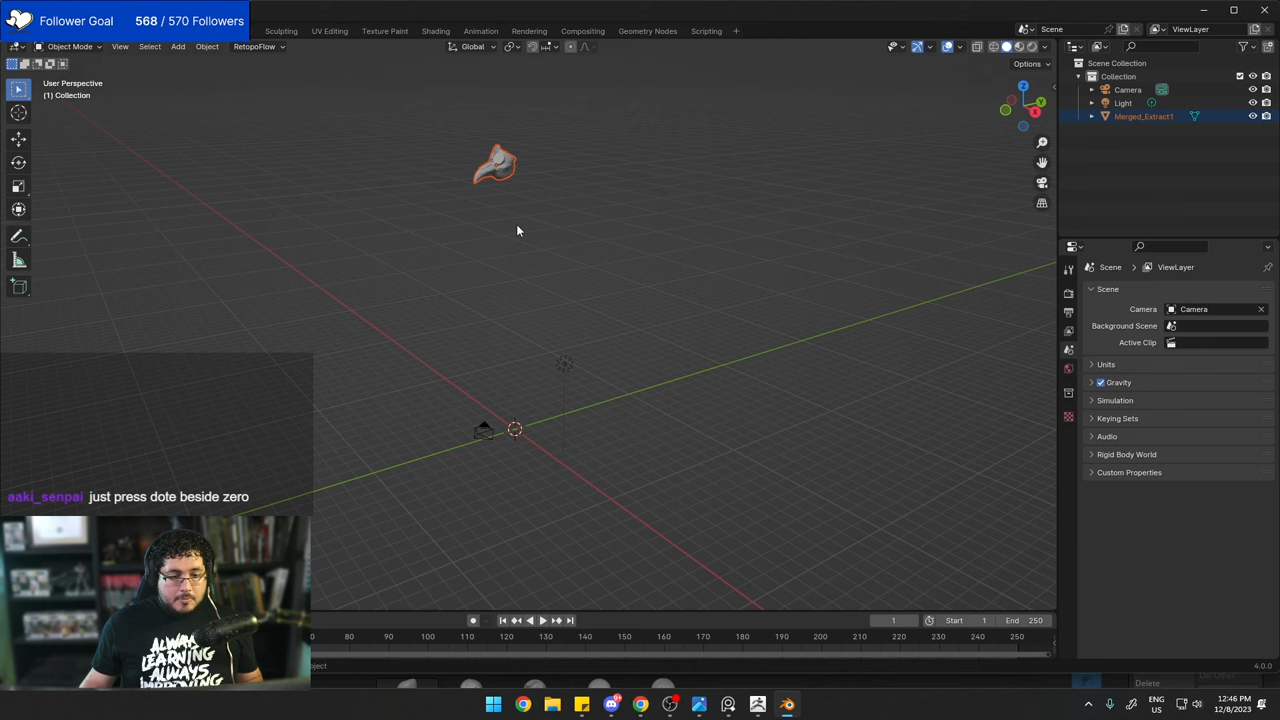 Follower Goal 568 / 570 Followers
Sculpting UV Editing Texture Paint Shading Animation Rendering Compositing Geometry Nodes Scripting +
Scene ViewLayer
Object Mode View Select Add Object RetopoFlow Global
Options
User Perspective
(1) Collection
Z
Y
X
Scene Collection
Collection
Camera
Light
Merged_Extract1
Scene ViewLayer
Scene
Camera Camera
Background Scene
Active Clip
Units
Gravity
Simulation
Keying Sets
Audio
Rigid Body World
Custom Properties
aaki_senpai just press dote beside zero
ALWAYS
LEARNING
ALWAYS
IMPROVING
1 Start 1 End 250
80 90 100 110 120 130 140 150 160 170 180 190 200 210 220 230 240 250
4.0.0
Delete
ENG
US
12:46 PM
12/8/2023